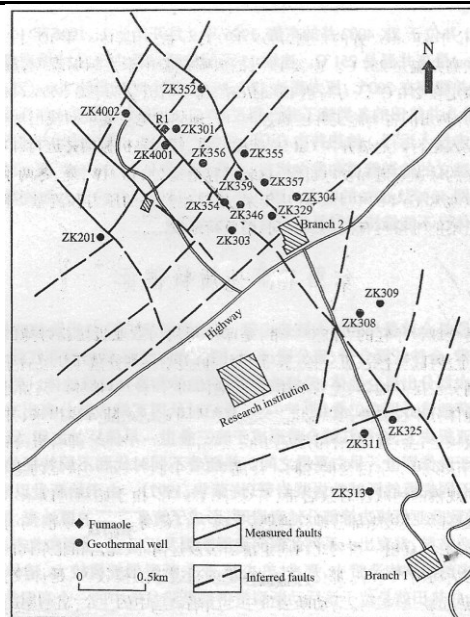 N
ZK352
ZK4002
R1
ZK301
ZK4001
ZK356
ZK355
ZK359
ZK357
ZK304
ZK354
ZK346
ZK329
Branch 2
ZK303
ZK201
ZK309
ZK308
Highway
Research institution
ZK325
ZK311
ZK313
Fumaole
Measured faults
Geothermal well
0 0.5km
Inferred faults
Branch 1